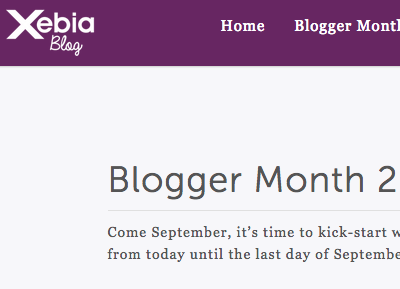 Xebia
Blog
Home Blogger Month
Blogger Month 2
Come September, it's time to kick-start w
from today until the last day of Septembe